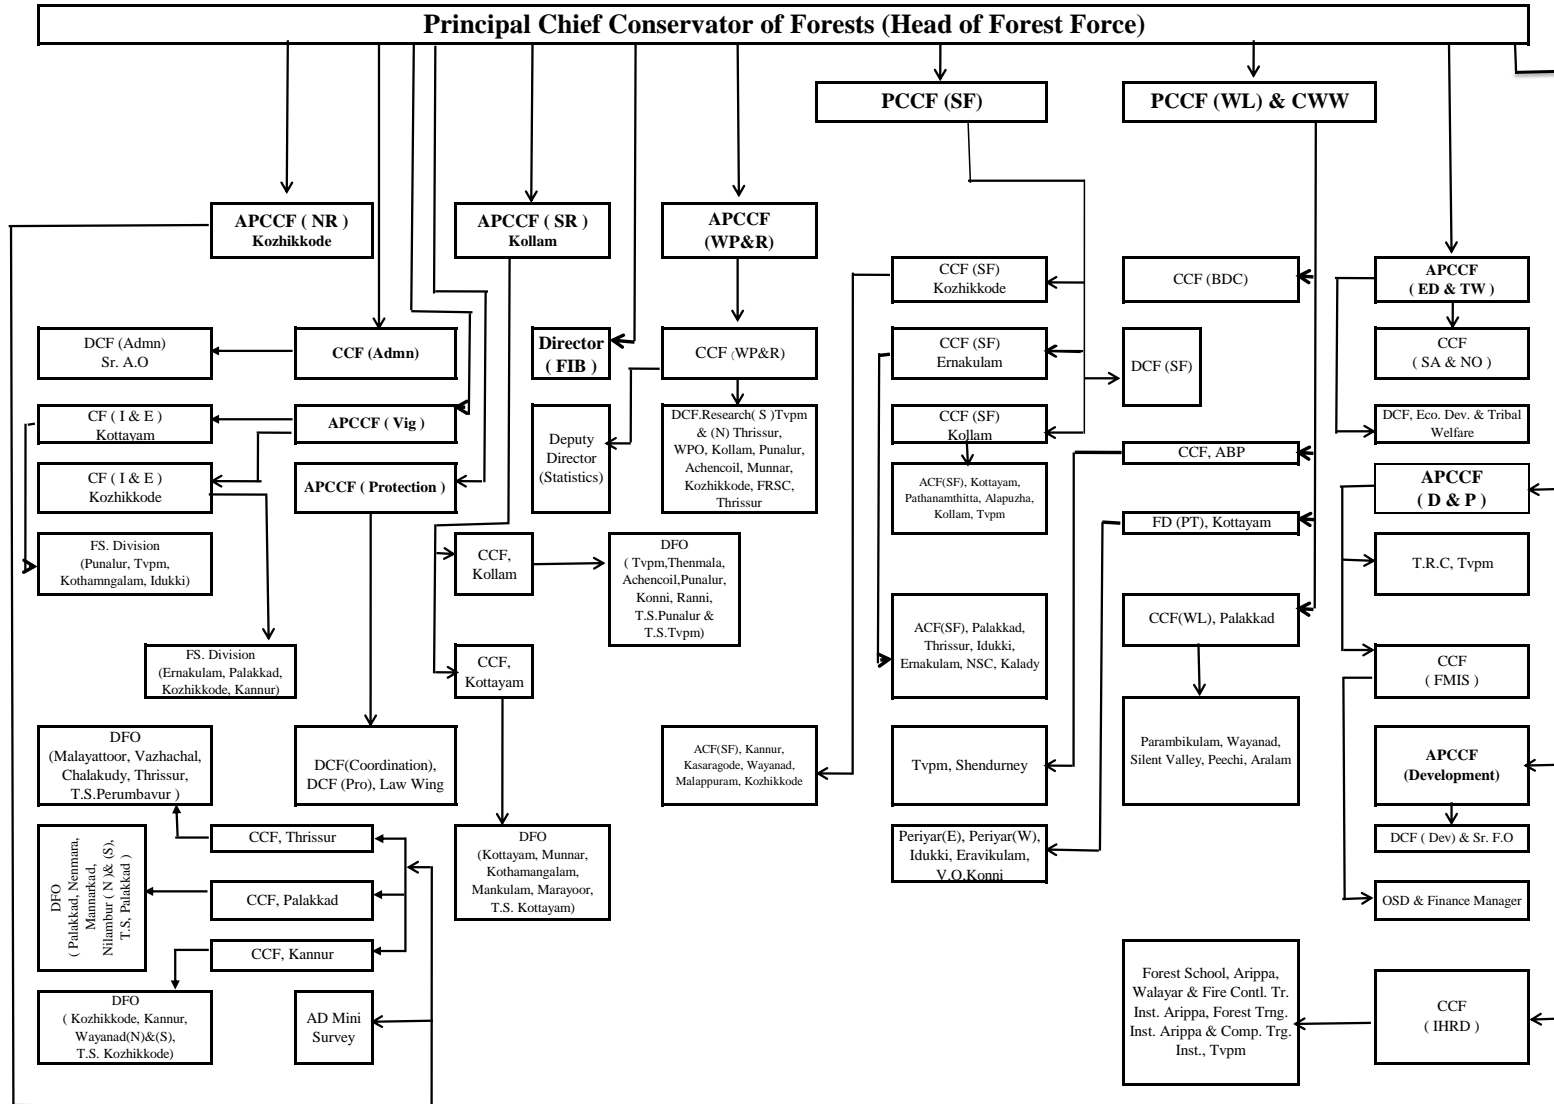 Principal Chief Conservator of Forests (Head of Forest Force)
PCCF (SF)
PCCF (WL) & CWW
APCCF ( NR )
Kozhikkode
APCCF ( SR )
Kollam
APCCF
(WP&R)
CCF (SF)
Kozhikkode
CCF (BDC)
APCCF
( ED & TW )
DCF (Admn)
Sr. A.O
CCF (Admn)
Director
( FIB )
CCF (WP&R)
CCF (SF)
Ernakulam
DCF (SF)
CCF
( SA & NO )
CF ( I & E )
Kottayam
APCCF ( Vig )
Deputy
Director
(Statistics)
DCF.Research( S )Tvpm
& (N) Thrissur,
WPO, Kollam, Punalur,
Achencoil, Munnar,
Kozhikkode, FRSC,
Thrissur
CCF (SF)
Kollam
DCF, Eco. Dev. & Tribal
Welfare
CCF, ABP
CF ( I & E )
Kozhikkode
APCCF ( Protection )
ACF(SF), Kottayam,
Pathanamthitta, Alapuzha,
Kollam, Tvpm
APCCF
( D & P )
FD (PT), Kottayam
FS. Division
(Punalur, Tvpm,
Kothamngalam, Idukki)
CCF,
Kollam
DFO
( Tvpm,Thenmala,
Achencoil,Punalur,
Konni, Ranni,
T.S.Punalur &
T.S.Tvpm)
T.R.C, Tvpm
ACF(SF), Palakkad,
Thrissur, Idukki,
Ernakulam, NSC, Kalady
CCF(WL), Palakkad
FS. Division
(Ernakulam, Palakkad,
Kozhikkode, Kannur)
CCF,
Kottayam
CCF
( FMIS )
DFO
(Malayattoor, Vazhachal,
Chalakudy, Thrissur,
T.S.Perumbavur )
DCF(Coordination),
DCF (Pro), Law Wing
ACF(SF), Kannur,
Kasaragode, Wayanad,
Malappuram, Kozhikkode
Tvpm, Shendurney
Parambikulam, Wayanad,
Silent Valley, Peechi, Aralam
APCCF
(Development)
CCF, Thrissur
DFO
(Kottayam, Munnar,
Kothamangalam,
Mankulam, Marayoor,
T.S. Kottayam)
Periyar(E), Periyar(W),
Idukki, Eravikulam,
V.O.Konni
DCF ( Dev) & Sr. F.O
DFO
( Palakkad, Nenmara,
Mannarkad,
Nilambur ( N )& (S),
T.S, Palakkad )
CCF, Palakkad
OSD & Finance Manager
CCF, Kannur
DFO
( Kozhikkode, Kannur,
Wayanad(N)&(S),
T.S. Kozhikkode)
AD Mini
Survey
Forest School, Arippa,
Walayar & Fire Contl. Tr.
Inst. Arippa, Forest Trng.
Inst. Arippa & Comp. Trg.
Inst., Tvpm
CCF
( IHRD )